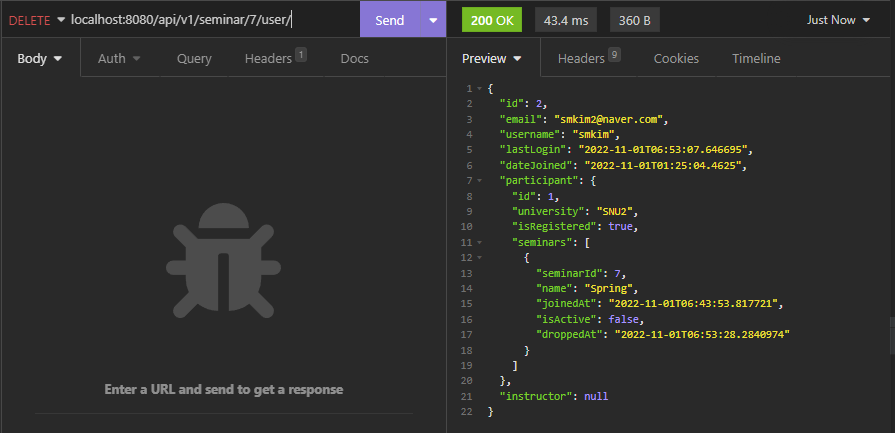 DELETE localhost:8080/api/v1/seminar/7/user/ Send 200 OK 43.4 ms 360 B Just Now
Body Auth Query Headers 1 Docs Preview Headers 9 Cookies Timeline
1 {
2 "id": 2,
3 "email": "smkim2@naver.com",
4 "username": "smkim",
5 "lastLogin": "2022-11-01T06:53:07.646695",
6 "dateJoined": "2022-11-01T01:25:04.4625",
7 "participant": {
8 "id": 1,
9 "university": "SNU2",
10 "isRegistered": true,
11 "seminars": [
12 {
13 "seminarId": 7,
14 "name": "Spring",
15 "joinedAt": "2022-11-01T06:43:53.817721",
16 "isActive": false,
17 "droppedAt": "2022-11-01T06:53:28.2840974"
18 }
19 ]
20 },
21 "instructor": null
22 }
Enter a URL and send to get a response